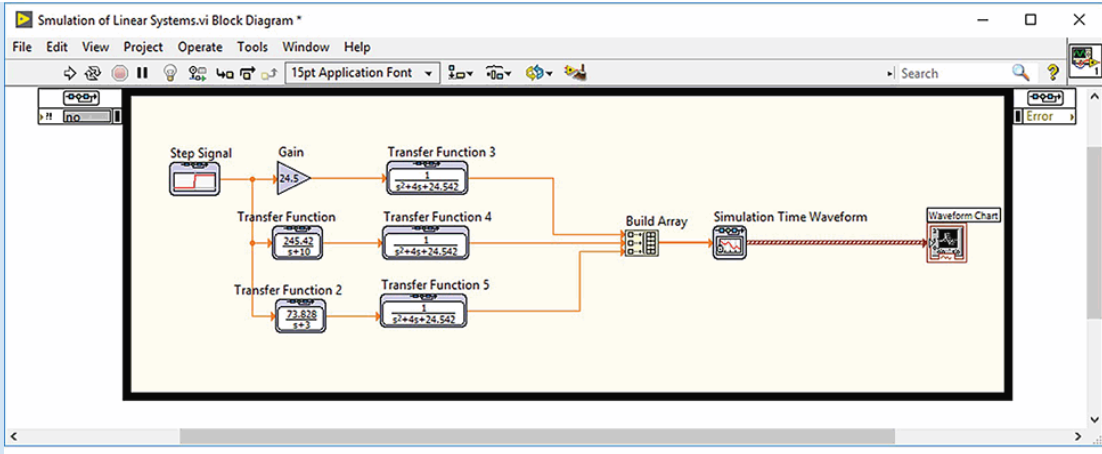 Smulation of Linear Systems.vi Block Diagram *
File Edit View Project Operate Tools Window Help
15pt Application Font
Search
1
no
Error
Step Signal
Gain
Transfer Function 3
24.5
1
s²+4s+24.542
Transfer Function
Transfer Function 4
245.42
s+10
1
s²+4s+24.542
Build Array
Simulation Time Waveform
Waveform Chart
Transfer Function 2
Transfer Function 5
73.828
s+3
1
s²+4s+24.542